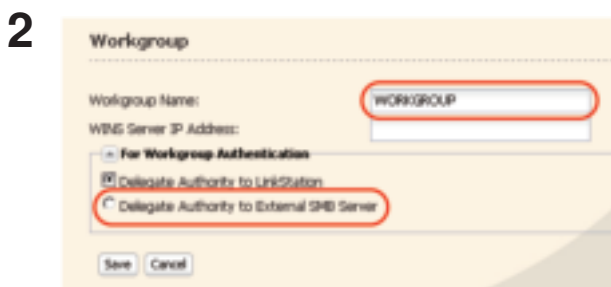 2
Workgroup
Workgroup Name: WORKGROUP
WINS Server IP Address:
For Workgroup Authentication
Delegate Authority to LinkStation
Delegate Authority to External SMB Server
Save Cancel